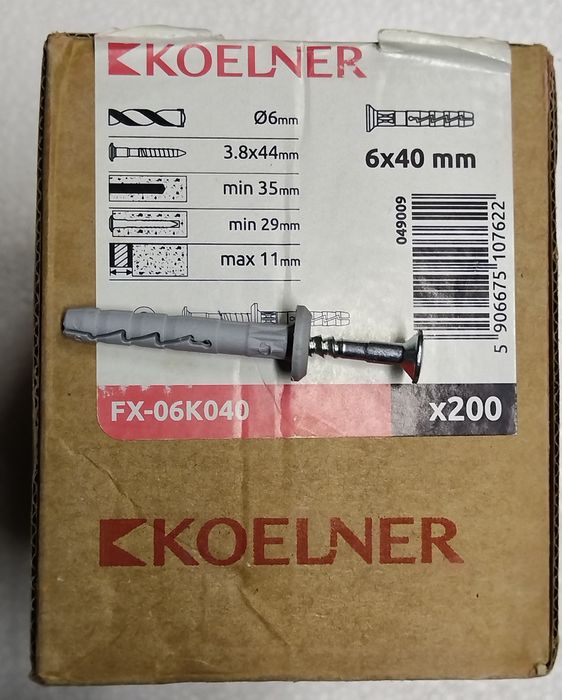 KOELNER
Ø6mm
3.8x44mm
6x40 mm
min 35mm
min 29mm
max 11mm
049009
5 906675 107622
FX-06K040
x200
KOELNER